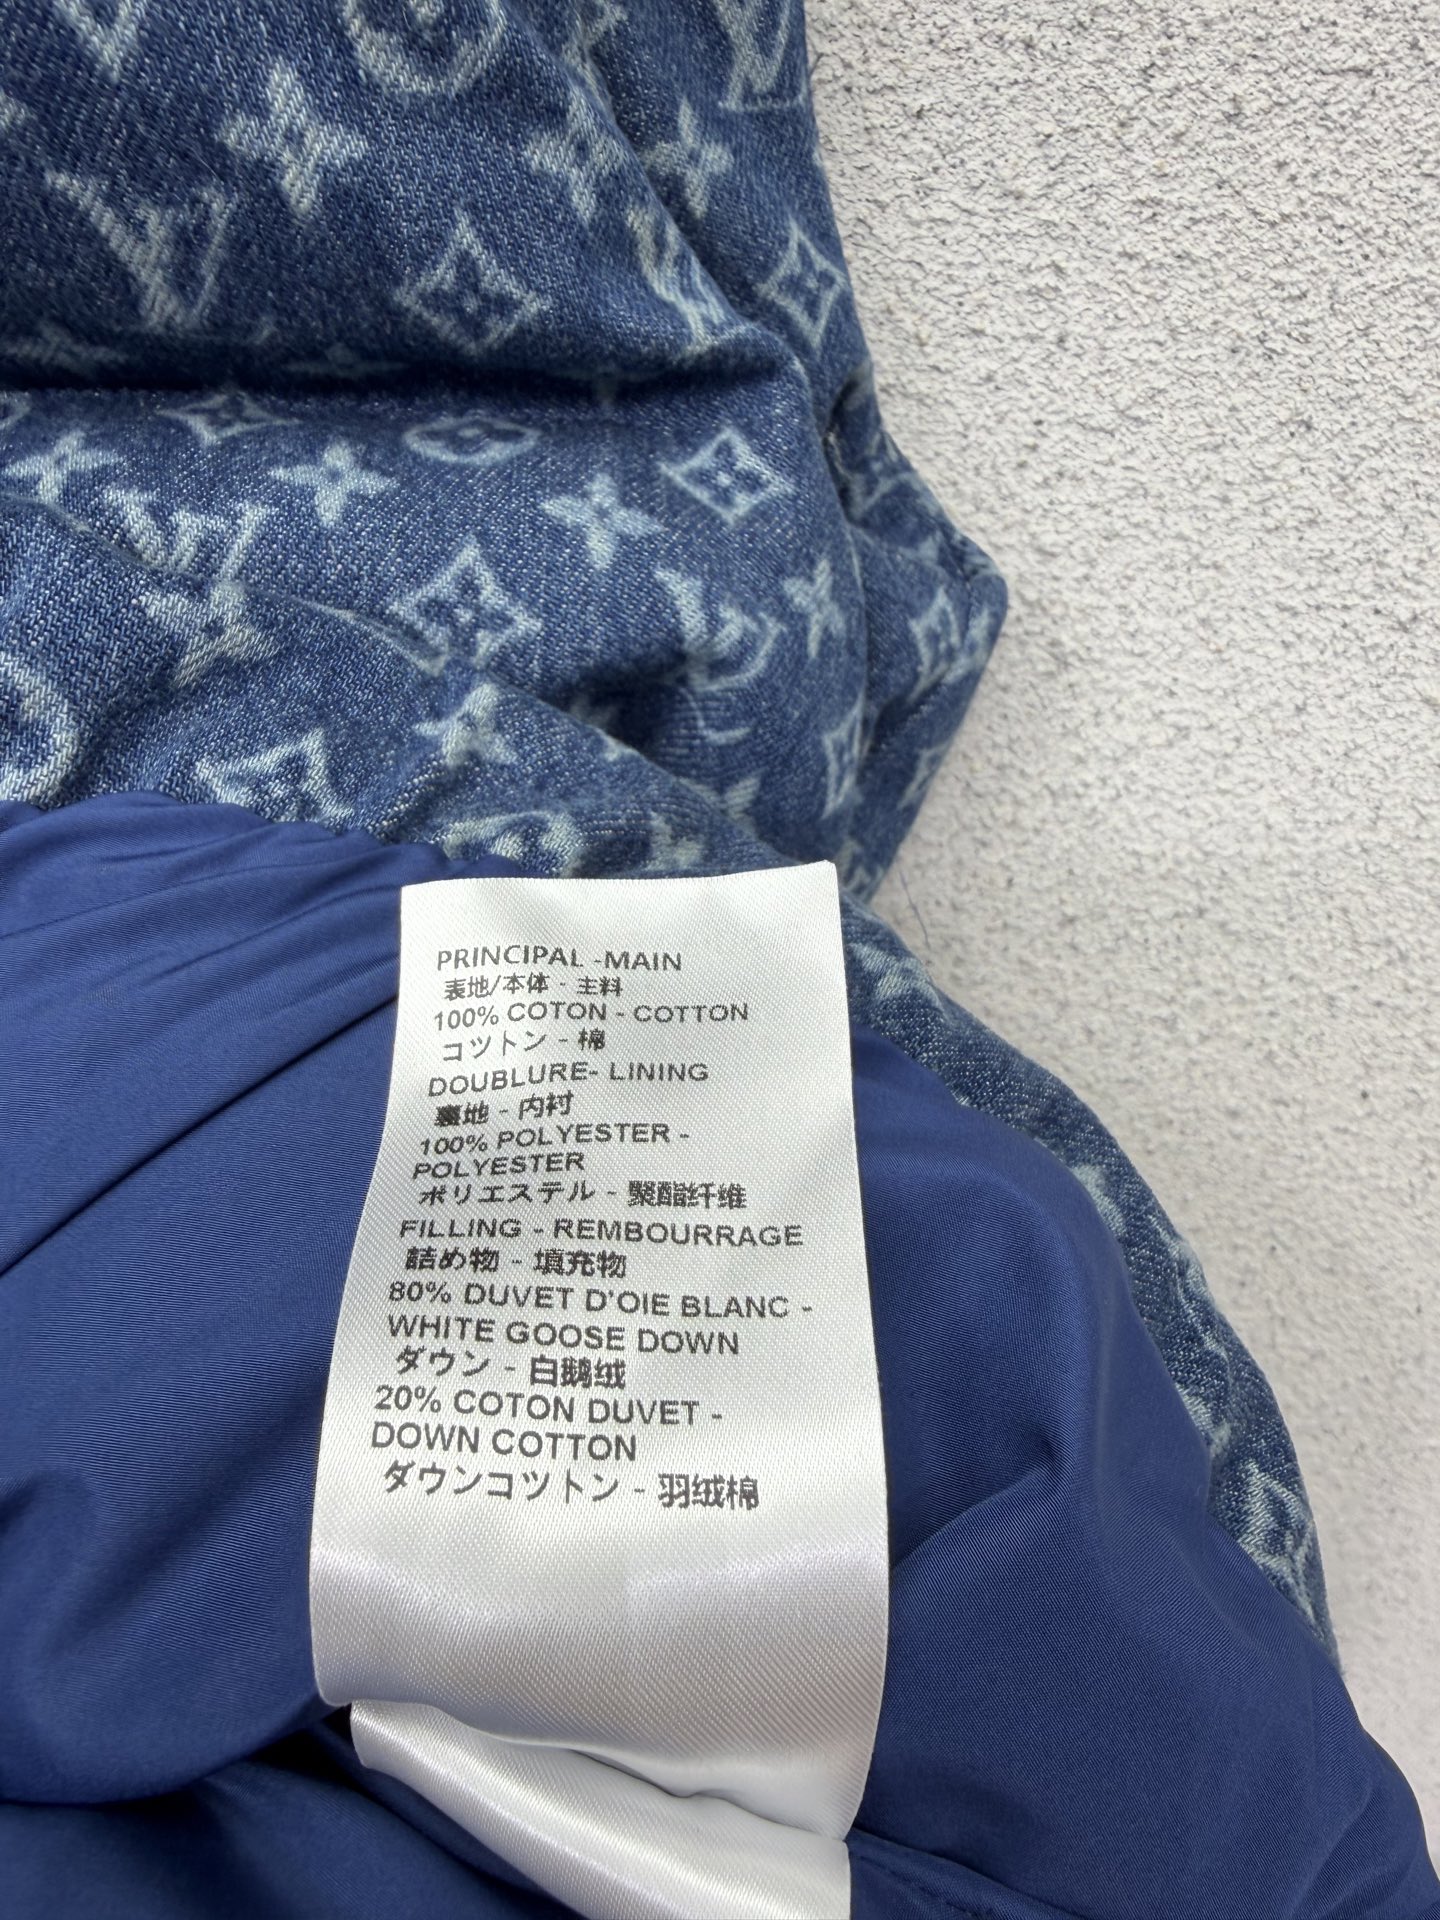 PRINCIPAL -MAIN
表地/本体 - 主料
100% COTON - COTTON
コットン - 棉
DOUBLURE- LINING
裏地 - 内衬
100% POLYESTER -
POLYESTER
ポリエステル - 聚酯纤维
FILLING - REMBOURRAGE
詰め物 - 填充物
80% DUVET D'OIE BLANC -
WHITE GOOSE DOWN
ダウン - 白鹅绒
20% COTON DUVET -
DOWN COTTON
ダウンコットン - 羽绒棉